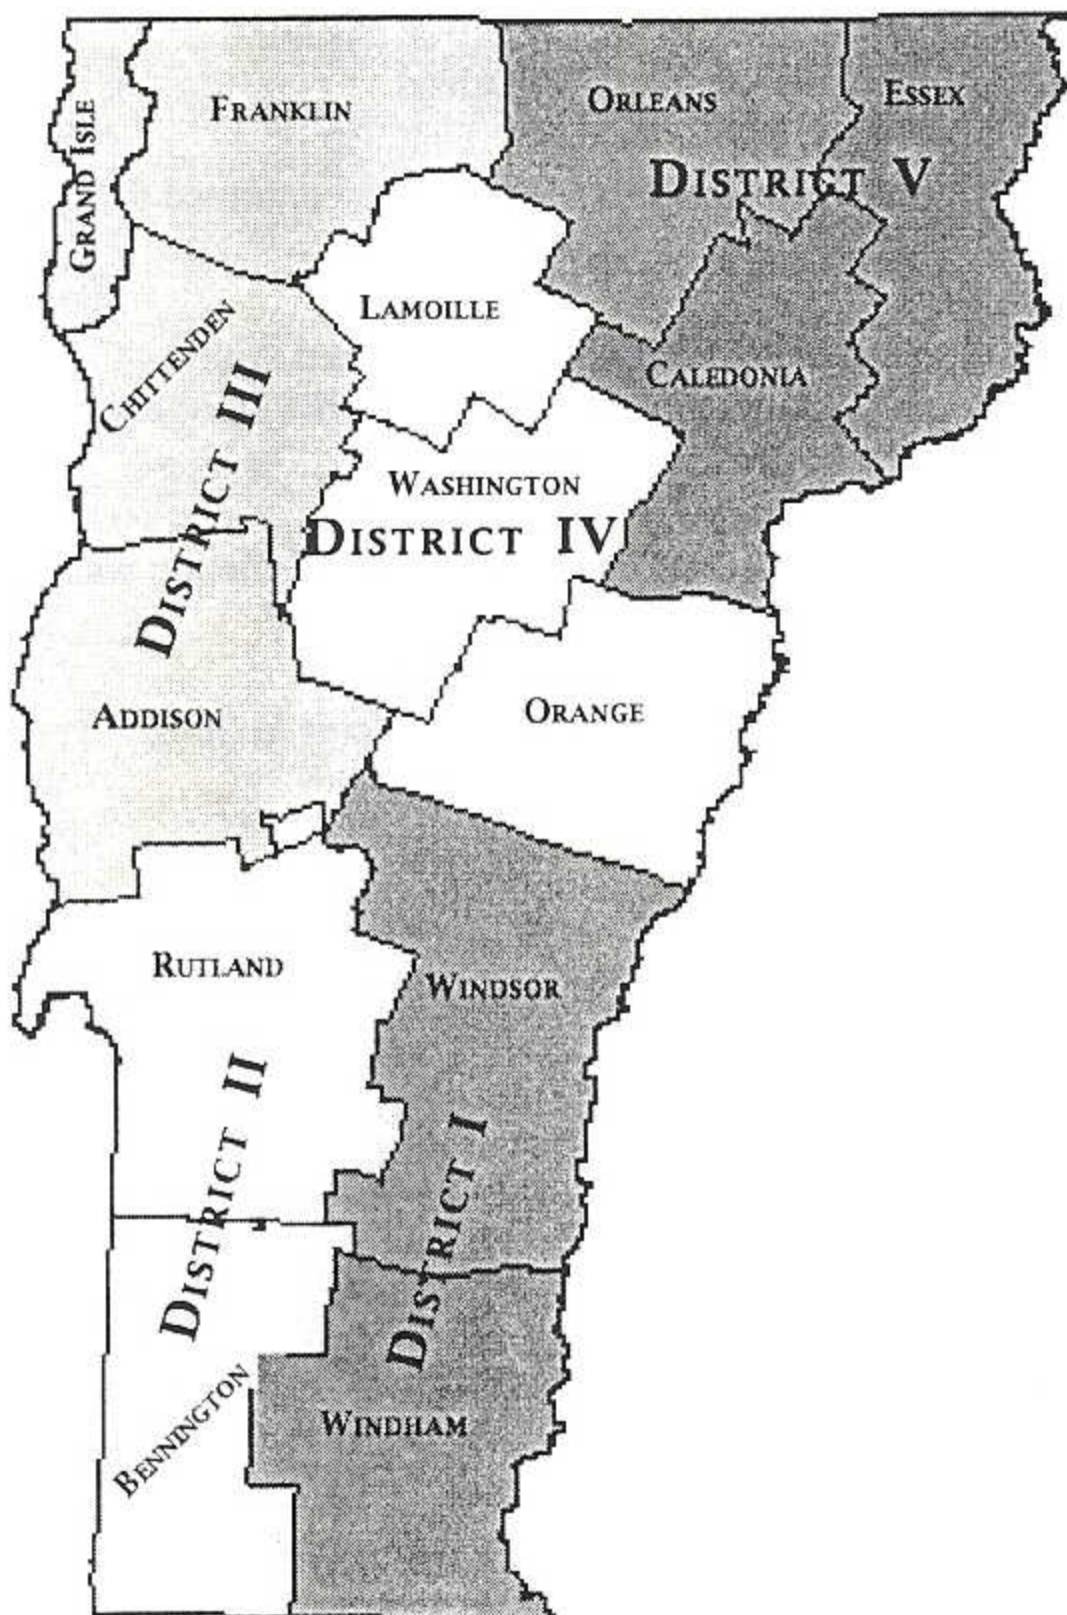 FRANKLIN
ORLEANS
ESSEX
GRAND ISLE
DISTRICT V
LAMOILLE
CHITTENDEN
CALEDONIA
DISTRICT III
WASHINGTON
DISTRICT IV
ADDISON
ORANGE
RUTLAND
WINDSOR
DISTRICT II
DISTRICT I
BENNINGTON
WINDHAM